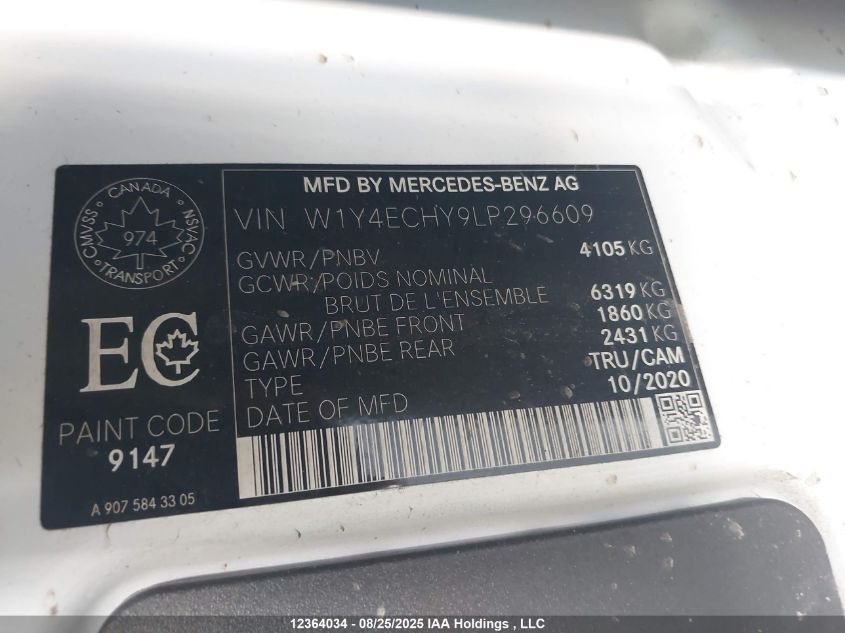 MFD BY MERCEDES-BENZ AG
VIN W1Y4ECHY9LP296609
GVWR/PNBV 4105 KG
GCWR/POIDS NOMINAL
BRUT DE L'ENSEMBLE 6319 KG
GAWR/PNBE FRONT 1860 KG
GAWR/PNBE REAR 2431 KG
TYPE TRU/CAM
DATE OF MFD 10/2020
CANADA
CMVSS
NSVAC
974
TRANSPORT
EC
PAINT CODE
9147
A 907 584 33 05
12364034 - 08/25/2025 IAA Holdings , LLC